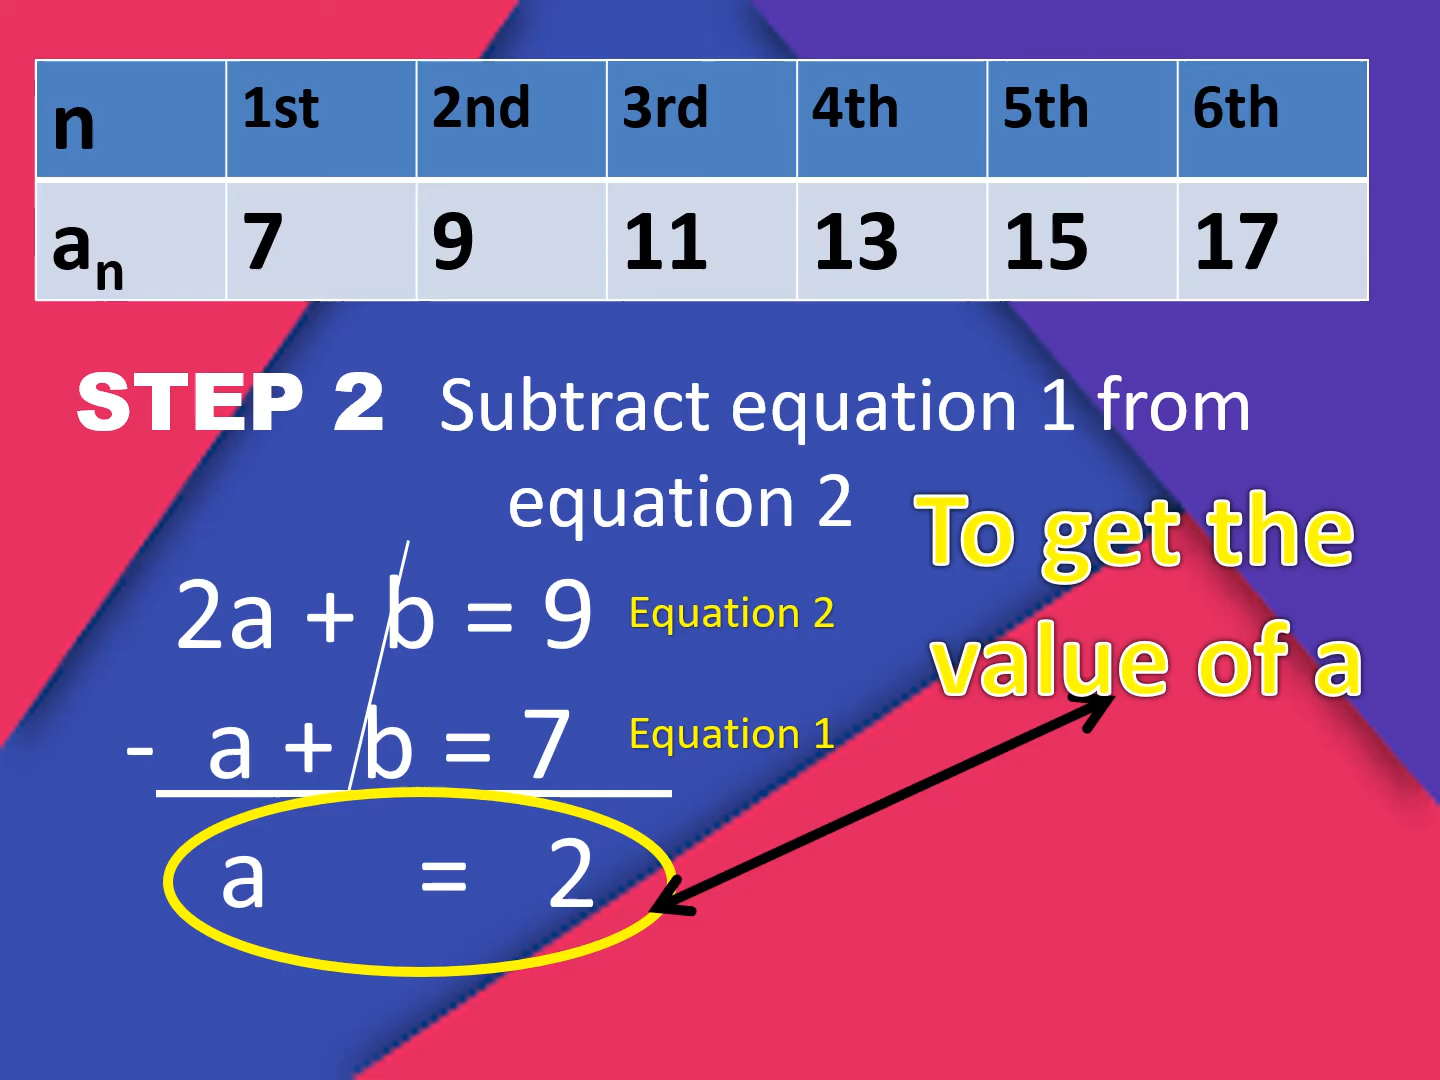 n 1st 2nd 3rd 4th 5th 6th
an 7 9 11 13 15 17
STEP 2 Subtract equation 1 from
equation 2
To get the
value of a
2a + b = 9 Equation 2
- a + b = 7 Equation 1
a = 2